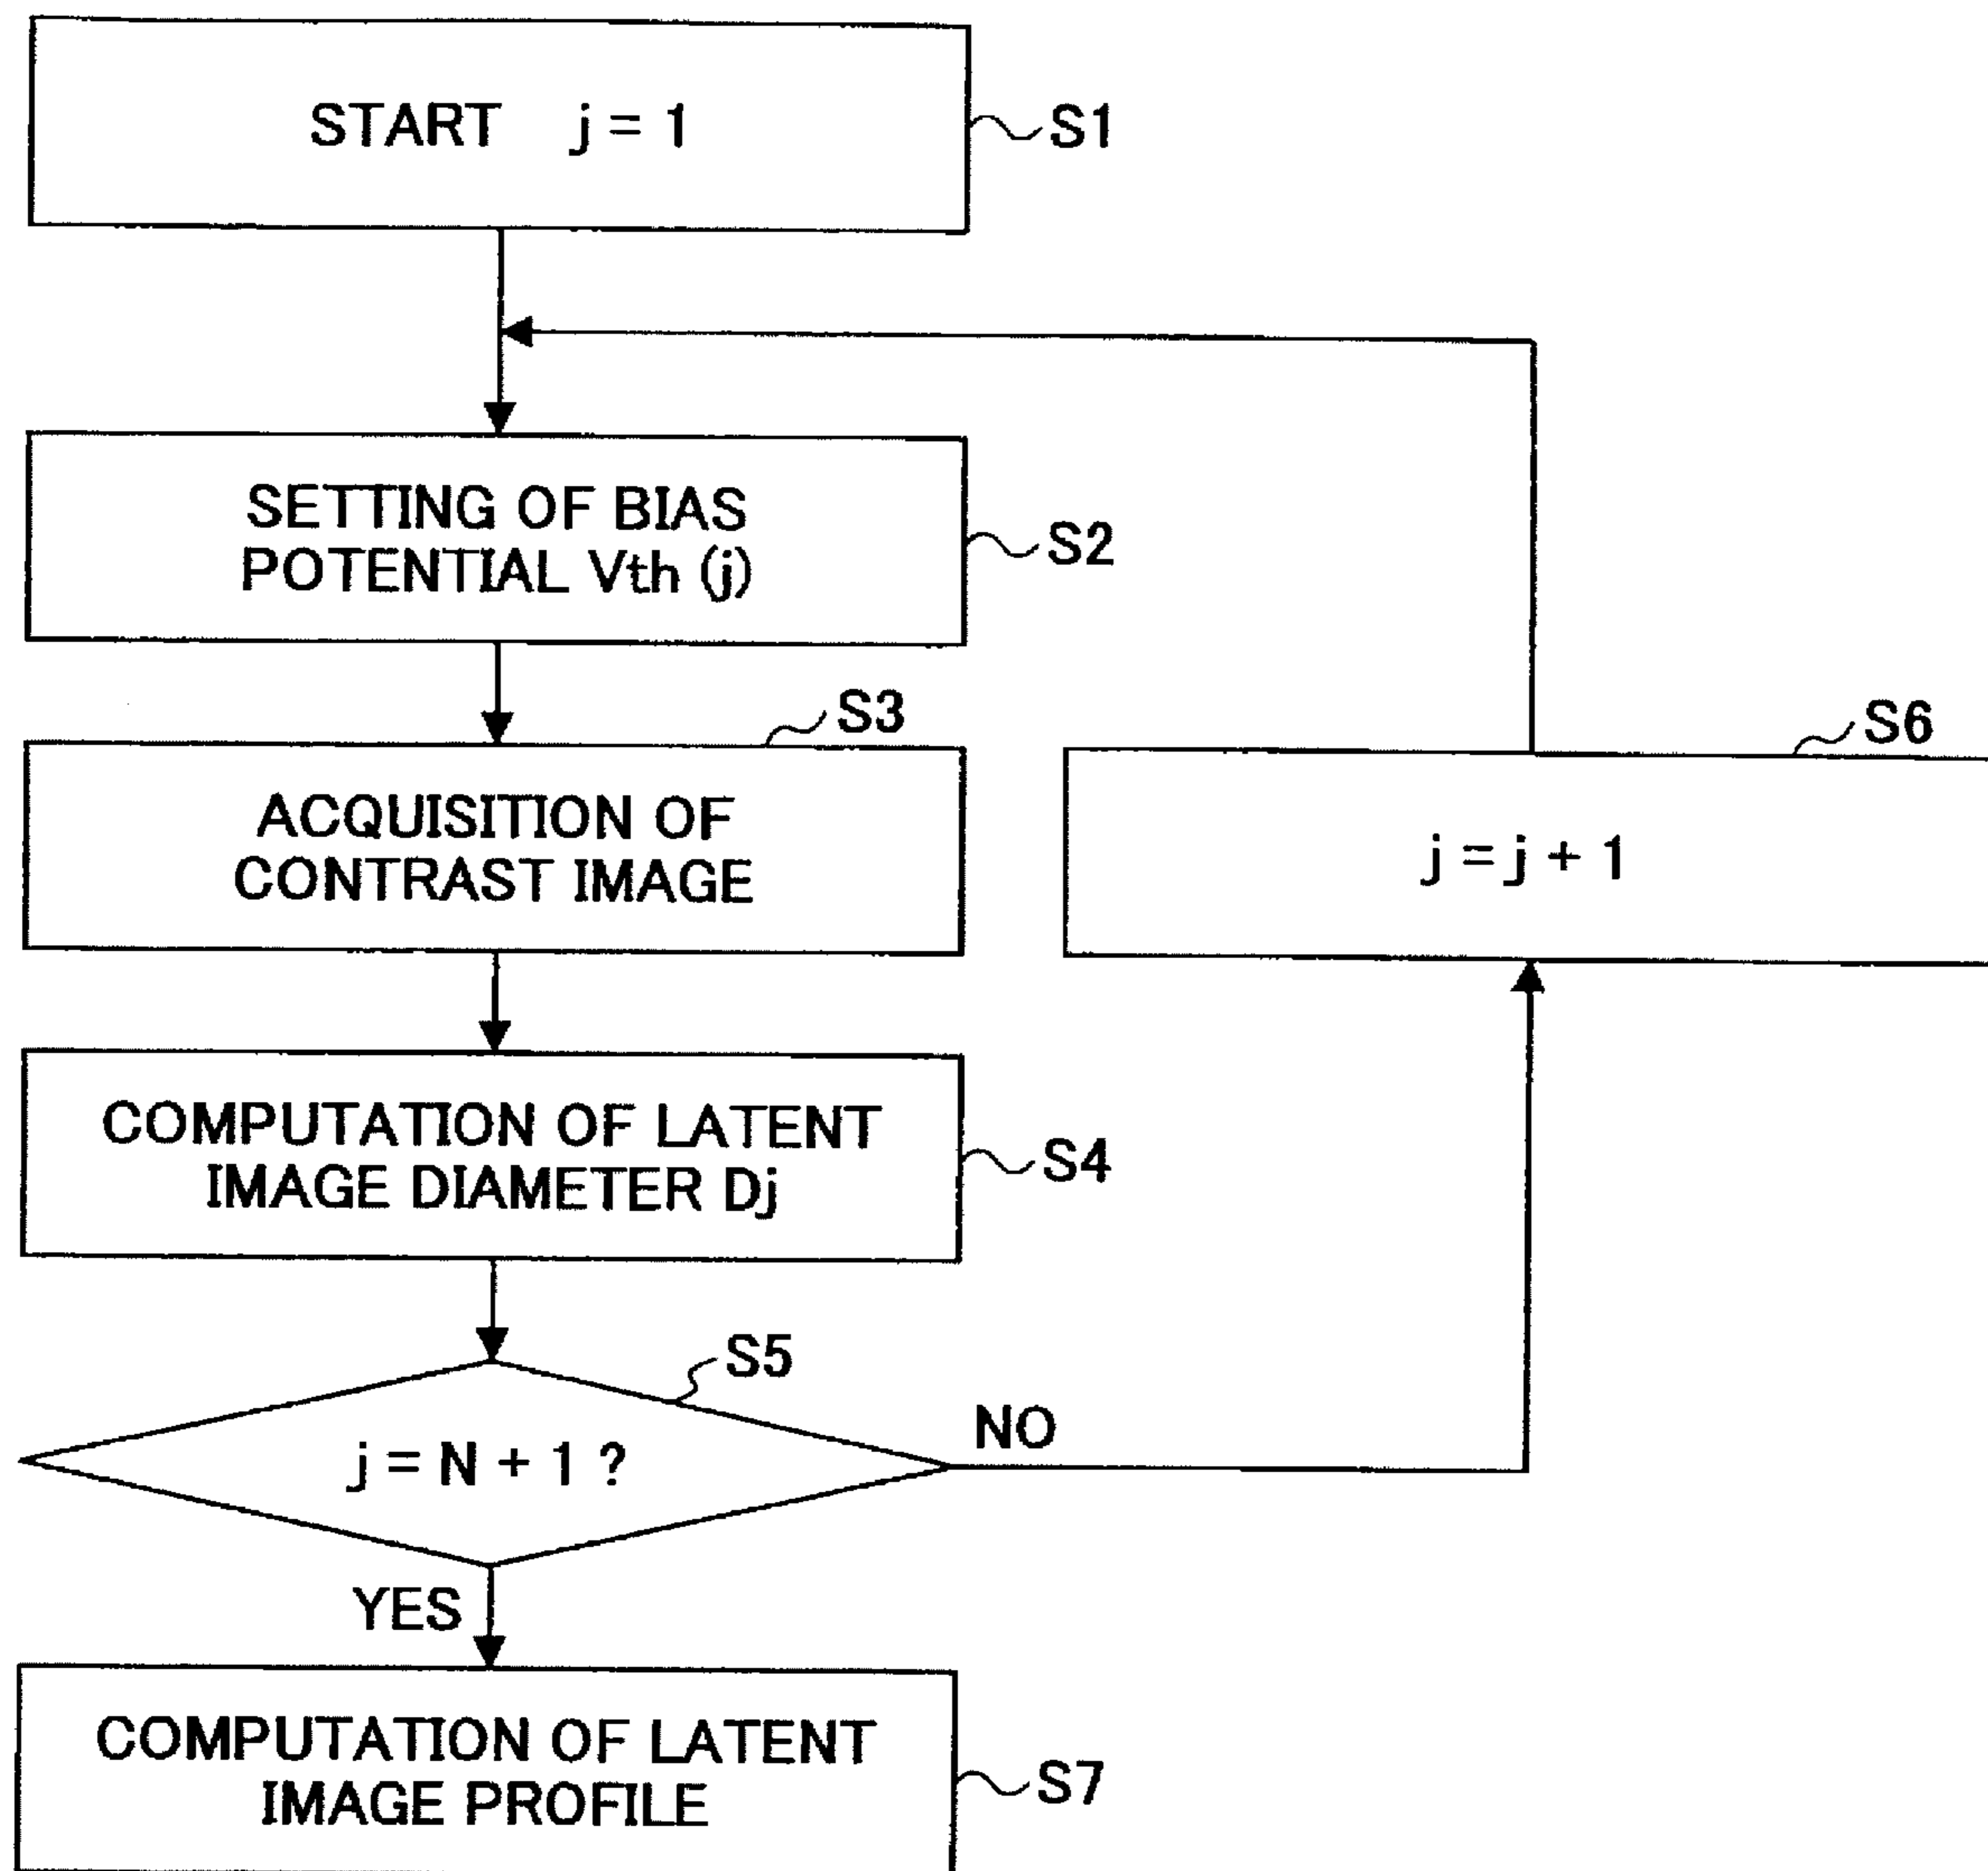 START j = 1
S1
SETTING OF BIAS
POTENTIAL Vth (j)
S2
S3
ACQUISITION OF
CONTRAST IMAGE
S6
j = j + 1
COMPUTATION OF LATENT
IMAGE DIAMETER Dj
S4
S5
j = N + 1 ?
NO
YES
COMPUTATION OF LATENT
IMAGE PROFILE
S7